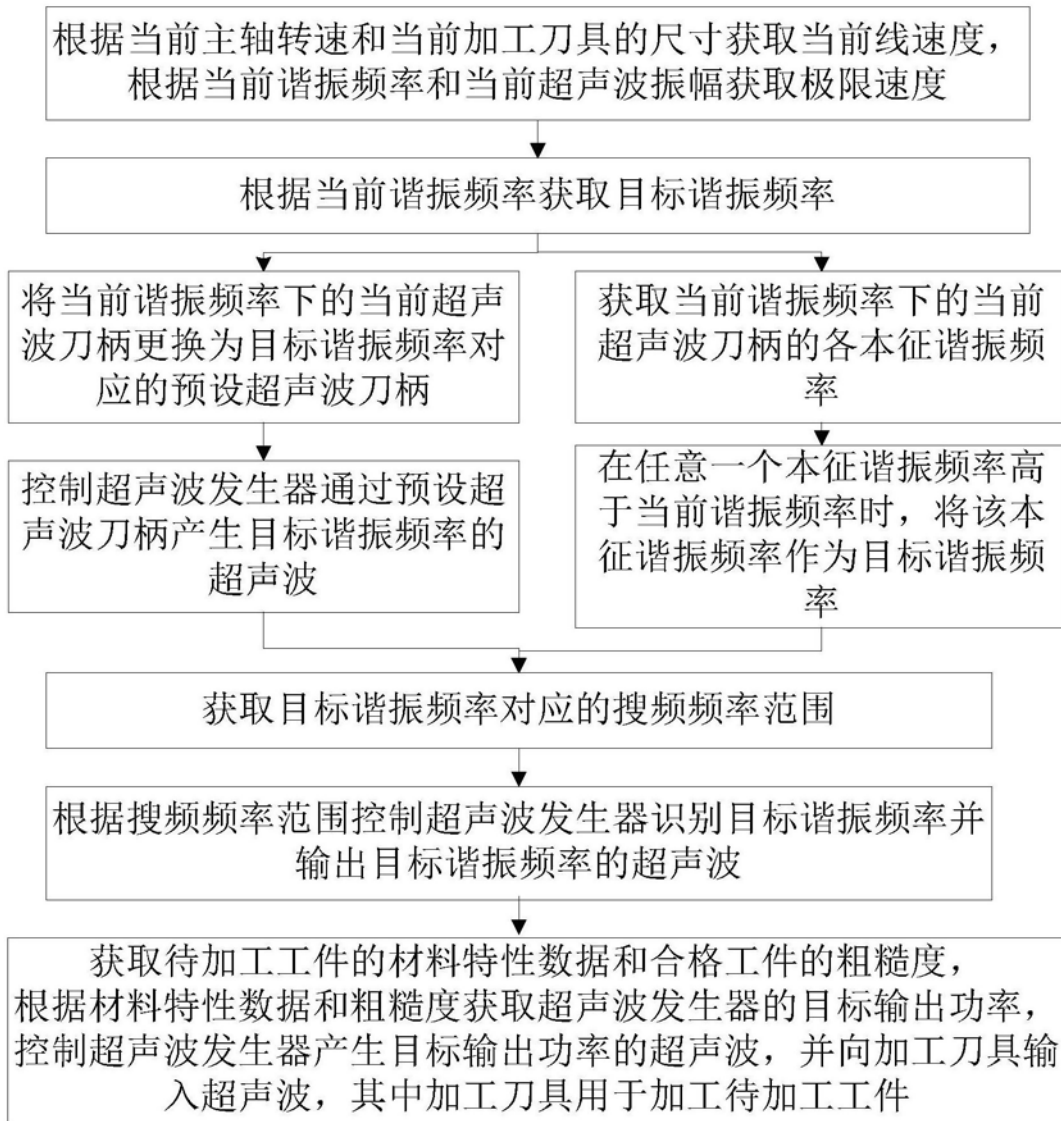 根据当前主轴转速和当前加工刀具的尺寸获取当前线速度，
根据当前谐振频率和当前超声波振幅获取极限速度
根据当前谐振频率获取目标谐振频率
将当前谐振频率下的当前超声
波刀柄更换为目标谐振频率对
应的预设超声波刀柄
控制超声波发生器通过预设超
声波刀柄产生目标谐振频率的
超声波
获取当前谐振频率下的当前
超声波刀柄的各本征谐振频
率
在任意一个本征谐振频率高
于当前谐振频率时，将该本
征谐振频率作为目标谐振频
率
获取目标谐振频率对应的搜频频率范围
根据搜频频率范围控制超声波发生器识别目标谐振频率并
输出目标谐振频率的超声波
获取待加工工件的材料特性数据和合格工件的粗糙度，
根据材料特性数据和粗糙度获取超声波发生器的目标输出功率，
控制超声波发生器产生目标输出功率的超声波，并向加工刀具输
入超声波，其中加工刀具用于加工待加工工件